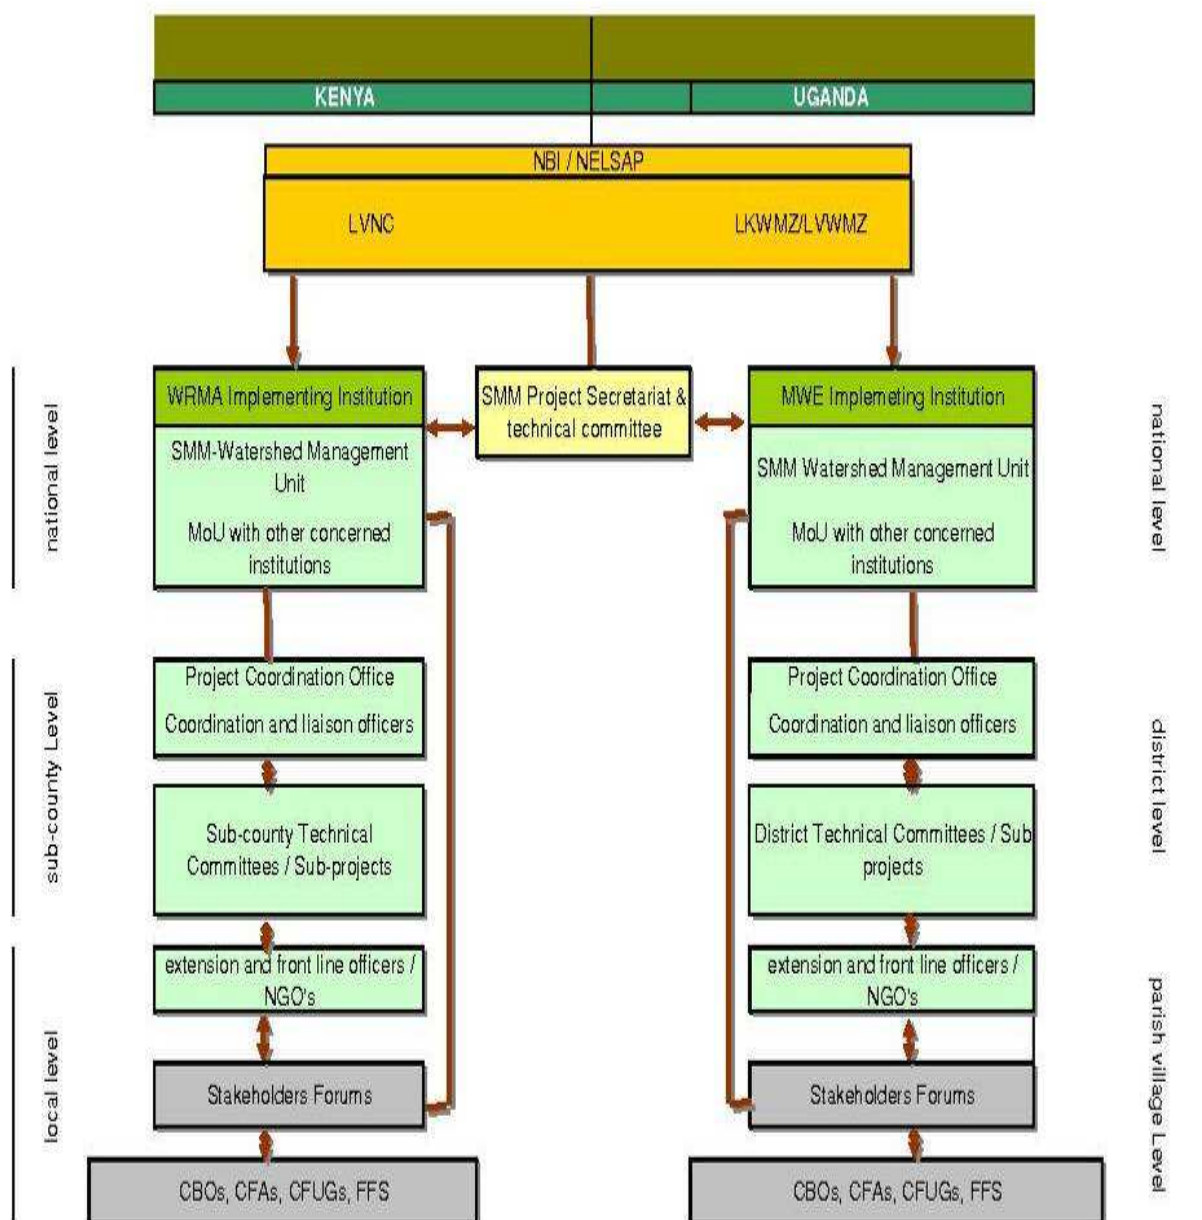 KENYA
UGANDA
NBI / NELSAP
LVNC
LKWMZ/LVWMZ
national level
WRMA Implementing Institution
SMM-Watershed Management
Unit
MoU with other concerned
institutions
SMM Project Secretariat &
technical committee
MWE Implemeting Institution
SMM Watershed Management Unit
MoU with other concerned
institutions
national level
sub-county Level
Project Coordination Office
Coordination and liaison officers
Sub-county Technical
Committees / Sub-projects
Project Coordination Office
Coordination and liaison officers
District Technical Committees / Sub
projects
district level
local level
extension and front line officers /
NGO's
Stakeholders Forums
CBOs, CFAs, CFUGs, FFS
extension and front line officers /
NGO's
Stakeholders Forums
CBOs, CFAs, CFUGs, FFS
parish village Level